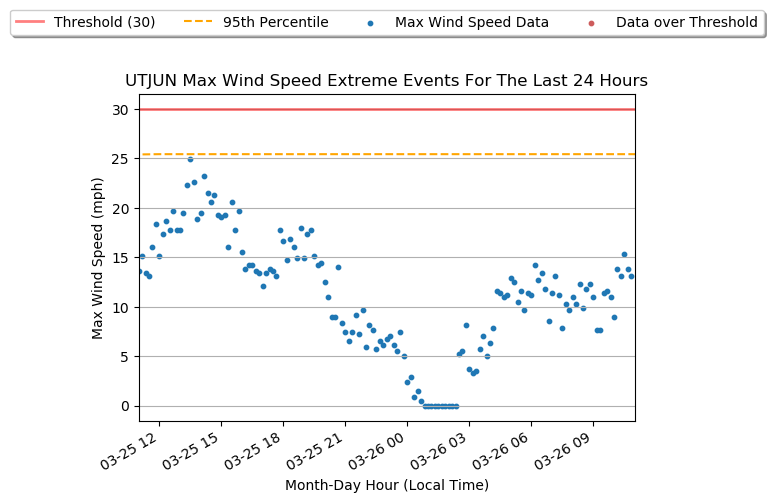 Threshold (30) 95th Percentile Max Wind Speed Data Data over Threshold
UTJUN Max Wind Speed Extreme Events For The Last 24 Hours
30
25
20
15
10
5
0
Max Wind Speed (mph)
03-25 12 03-25 15 03-25 18 03-25 21 03-26 00 03-26 03 03-26 06 03-26 09
Month-Day Hour (Local Time)